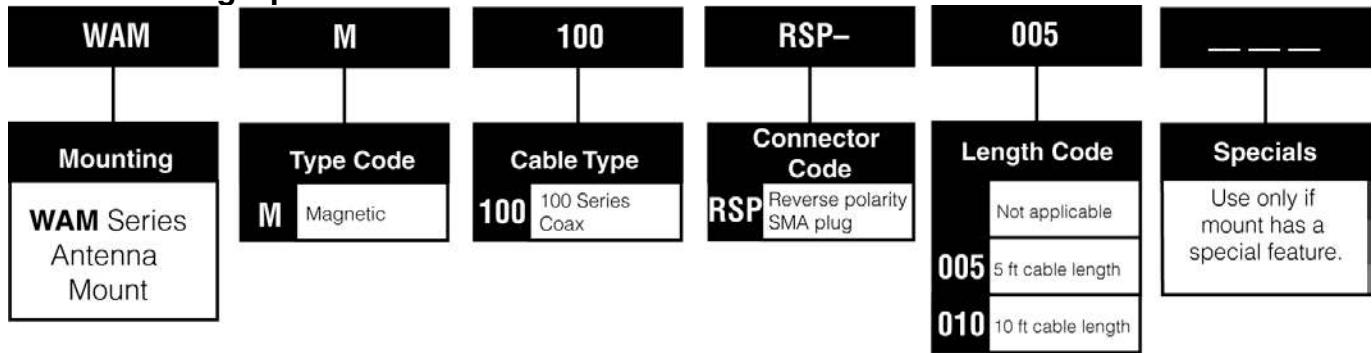 WAM M 100 RSP– 005 _ _ _
Mounting
WAM Series
Antenna
Mount
Type Code
M Magnetic
Cable Type
100 100 Series
Coax
Connector
Code
RSP Reverse polarity
SMA plug
Length Code
Not applicable
005 5 ft cable length
010 10 ft cable length
Specials
Use only if
mount has a
special feature.